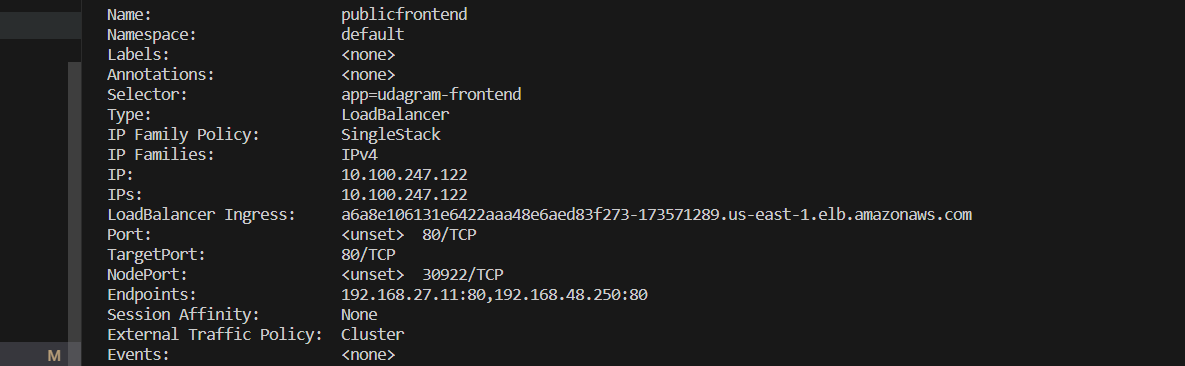 Name: publicfrontend
Namespace: default
Labels: <none>
Annotations: <none>
Selector: app=udagram-frontend
Type: LoadBalancer
IP Family Policy: SingleStack
IP Families: IPv4
IP: 10.100.247.122
IPs: 10.100.247.122
LoadBalancer Ingress: a6a8e106131e6422aaa48e6aed83f273-173571289.us-east-1.elb.amazonaws.com
Port: <unset> 80/TCP
TargetPort: 80/TCP
NodePort: <unset> 30922/TCP
Endpoints: 192.168.27.11:80,192.168.48.250:80
Session Affinity: None
External Traffic Policy: Cluster
M
Events: <none>